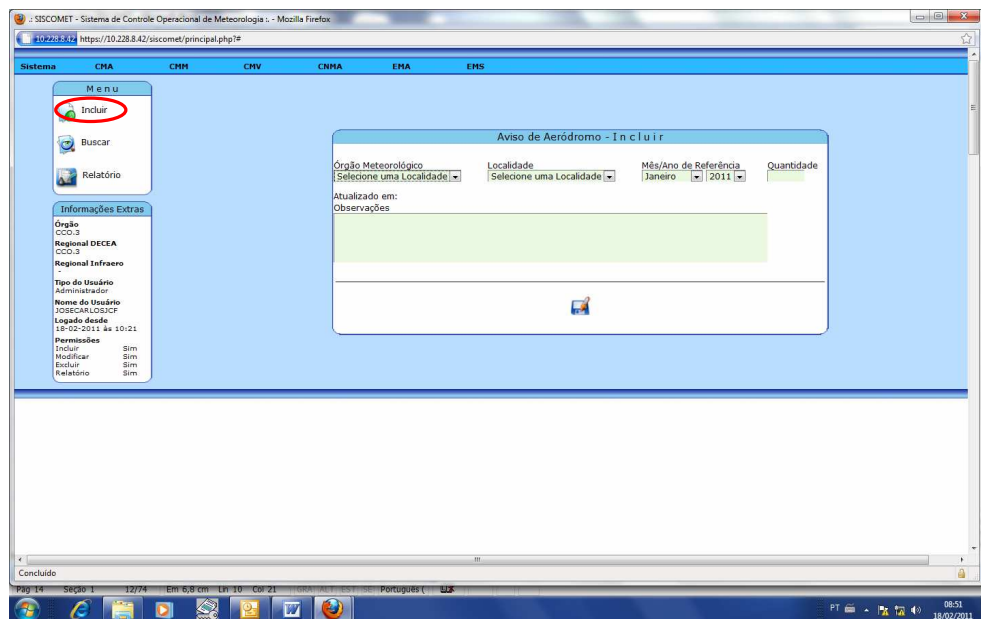 .: SISCOMET - Sistema de Controle Operacional de Meteorologia :. - Mozilla Firefox
10.228.8.42 https://10.228.8.42/siscomet/principal.php?#
Sistema CMA CMM CMV CNMA EMA EMS
Menu
Incluir
Buscar
Relatório
Informações Extras
Órgão
CCO.3
Regional DECEA
CCO.3
Regional Infraero
-
Tipo do Usuário
Administrador
Nome do Usuário
JOSECARLOSJCF
Logado desde
18-02-2011 às 10:21
Permissões
Incluir Sim
Modificar Sim
Excluir Sim
Relatório Sim
Aviso de Aeródromo - Incluir
Órgão Meteorológico Localidade Mês/Ano de Referência Quantidade
Selecione uma Localidade Selecione uma Localidade Janeiro 2011
Atualizado em:
Observações
Concluído
Pág 14 Seção 1 12/74 Em 6,8 cm Lin 10 Col 21 GRA ALT EST SE Português (
PT 08:51
18/02/2011